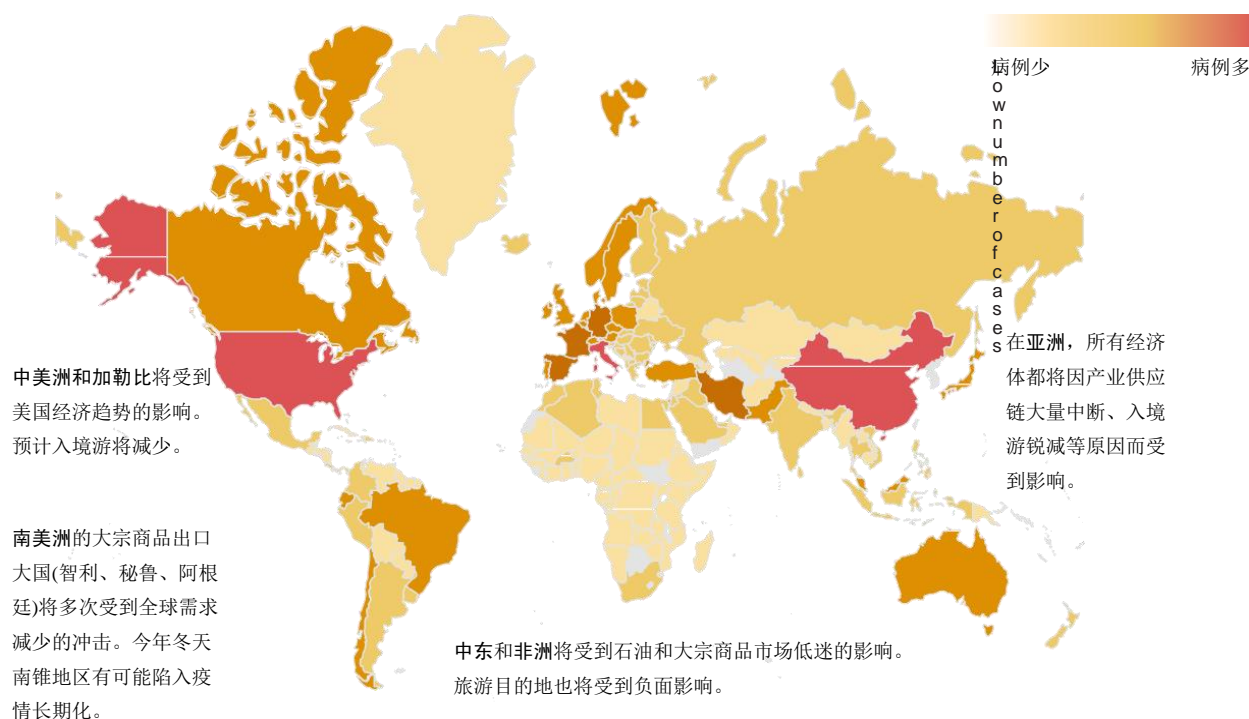 病例少
病例多
Low number of cases
中美洲和加勒比将受到
美国经济趋势的影响。
预计入境游将减少。
在亚洲，所有经济
体都将因产业供应
链大量中断、入境
游锐减等原因而受
到影响。
南美洲的大宗商品出口
大国(智利、秘鲁、阿根
廷)将多次受到全球需求
减少的冲击。今年冬天
南锥地区有可能陷入疫
情长期化。
中东和非洲将受到石油和大宗商品市场低迷的影响。
旅游目的地也将受到负面影响。